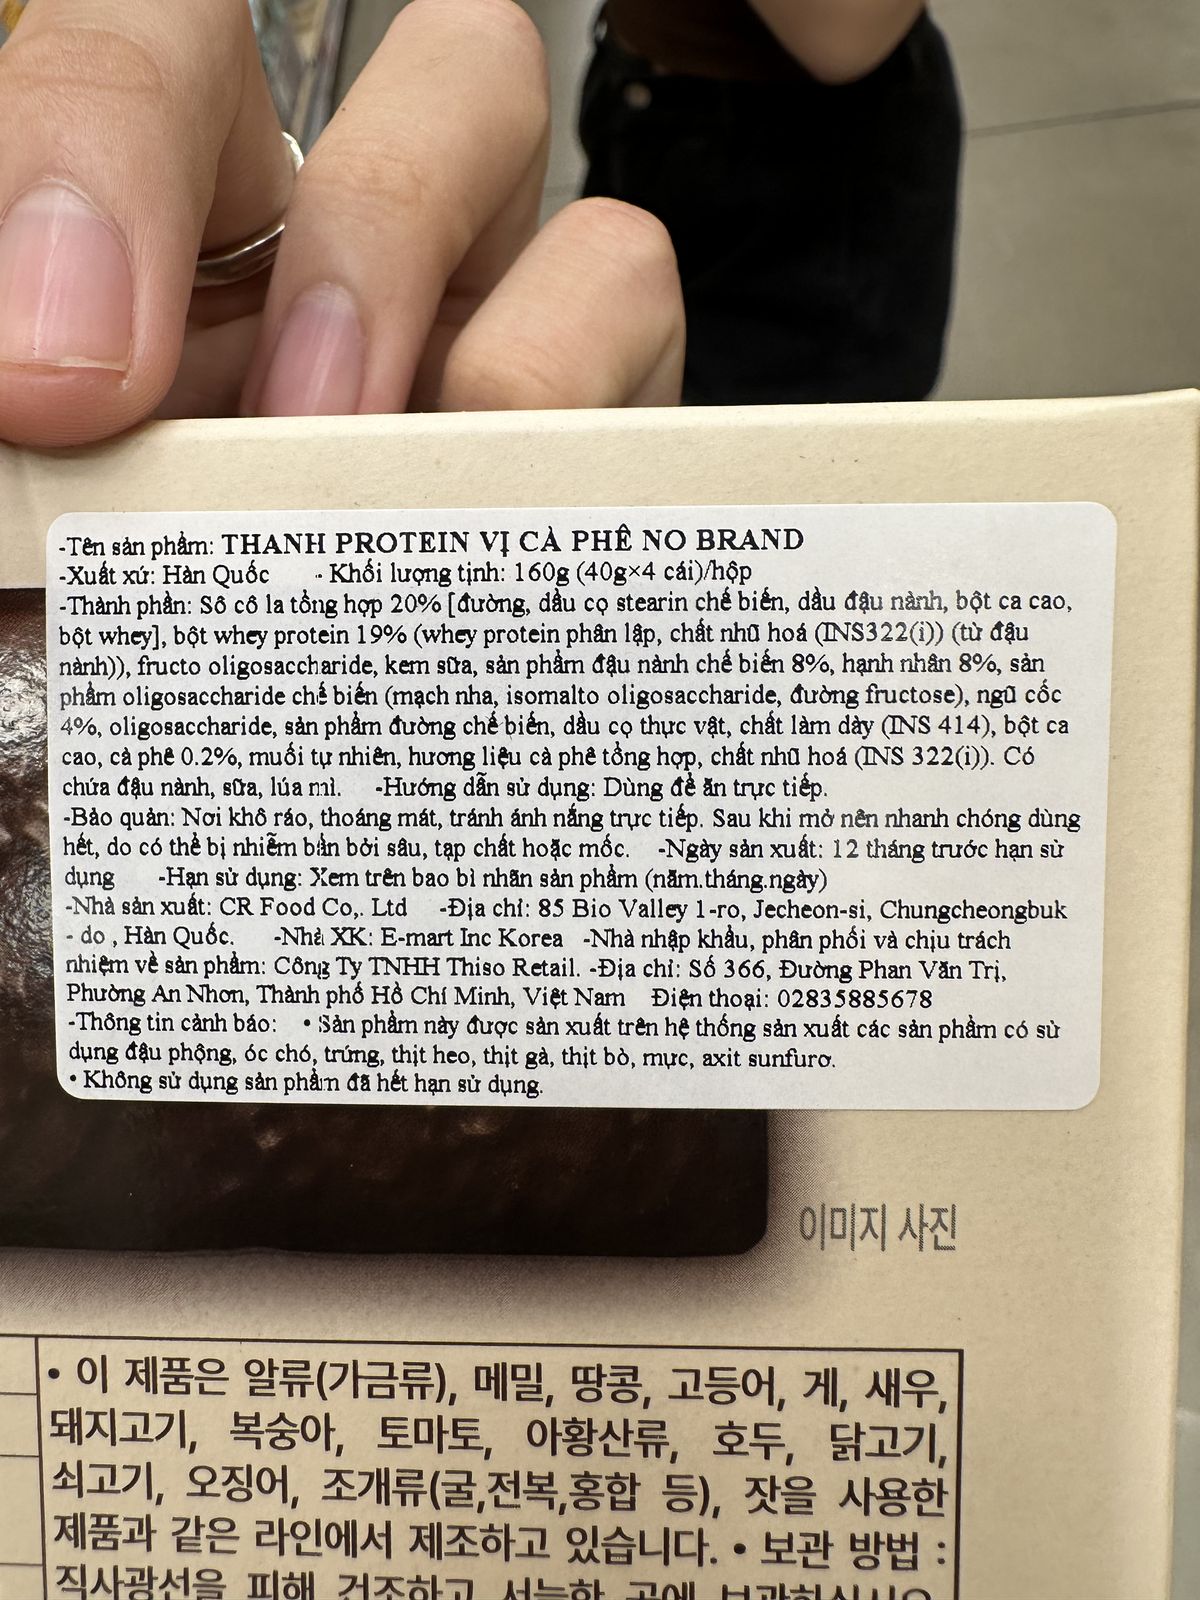 -Tên sản phẩm: THANH PROTEIN VỊ CÀ PHÊ NO BRAND
-Xuất xứ: Hàn Quốc - Khối lượng tịnh: 160g (40g×4 cái)/hộp
-Thành phần: Sô cô la tổng hợp 20% [đường, dầu cọ stearin chế biến, dầu đậu nành, bột ca cao,
bột whey], bột whey protein 19% (whey protein phân lập, chất nhũ hoá (INS322(i)) (từ đậu
nành)), fructo oligosaccharide, kem sữa, sản phẩm đậu nành chế biến 8%, hạnh nhân 8%, sản
phẩm oligosaccharide chế biến (mạch nha, isomalto oligosaccharide, đường fructose), ngũ cốc
4%, oligosaccharide, sản phẩm đường chế biến, dầu cọ thực vật, chất làm dày (INS 414), bột ca
cao, cà phê 0.2%, muối tự nhiên, hương liệu cà phê tổng hợp, chất nhũ hoá (INS 322(i)). Có
chứa đậu nành, sữa, lúa mì. -Hướng dẫn sử dụng: Dùng để ăn trực tiếp.
-Bảo quản: Nơi khô ráo, thoáng mát, tránh ánh nắng trực tiếp. Sau khi mở nên nhanh chóng dùng
hết, do có thể bị nhiễm bẩn bởi sâu, tạp chất hoặc mốc. -Ngày sản xuất: 12 tháng trước hạn sử
dụng -Hạn sử dụng: Xem trên bao bì nhãn sản phẩm (năm.tháng.ngày)
-Nhà sản xuất: CR Food Co,. Ltd -Địa chỉ: 85 Bio Valley 1-ro, Jecheon-si, Chungcheongbuk
- do , Hàn Quốc. -Nhà XK: E-mart Inc Korea -Nhà nhập khẩu, phân phối và chịu trách
nhiệm về sản phẩm: Công Ty TNHH Thiso Retail. -Địa chỉ: Số 366, Đường Phan Văn Trị,
Phường An Nhơn, Thành phố Hồ Chí Minh, Việt Nam Điện thoại: 02835885678
-Thông tin cảnh báo: • Sản phẩm này được sản xuất trên hệ thống sản xuất các sản phẩm có sử
dụng đậu phộng, óc chó, trứng, thịt heo, thịt gà, thịt bò, mực, axit sunfurơ.
• Không sử dụng sản phẩm đã hết hạn sử dụng.
이미지 사진
• 이 제품은 알류(가금류), 메밀, 땅콩, 고등어, 게, 새우,
돼지고기, 복숭아, 토마토, 아황산류, 호두, 닭고기,
쇠고기, 오징어, 조개류(굴,전복,홍합 등), 잣을 사용한
제품과 같은 라인에서 제조하고 있습니다. • 보관 방법 :
직사광선을 피해 건조하고 서늘한 곳에